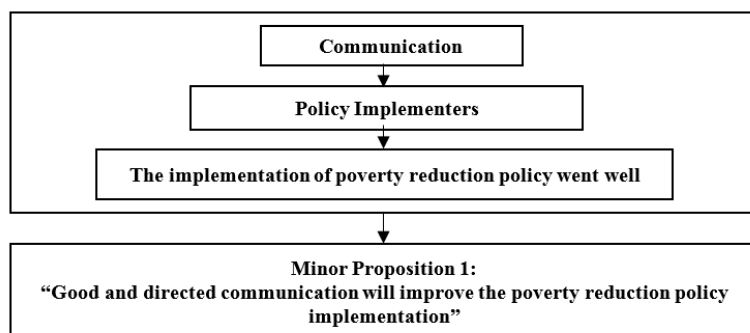 Communication
Policy Implementers
The implementation of poverty reduction policy went well
Minor Proposition 1:
“Good and directed communication will improve the poverty reduction policy
implementation”